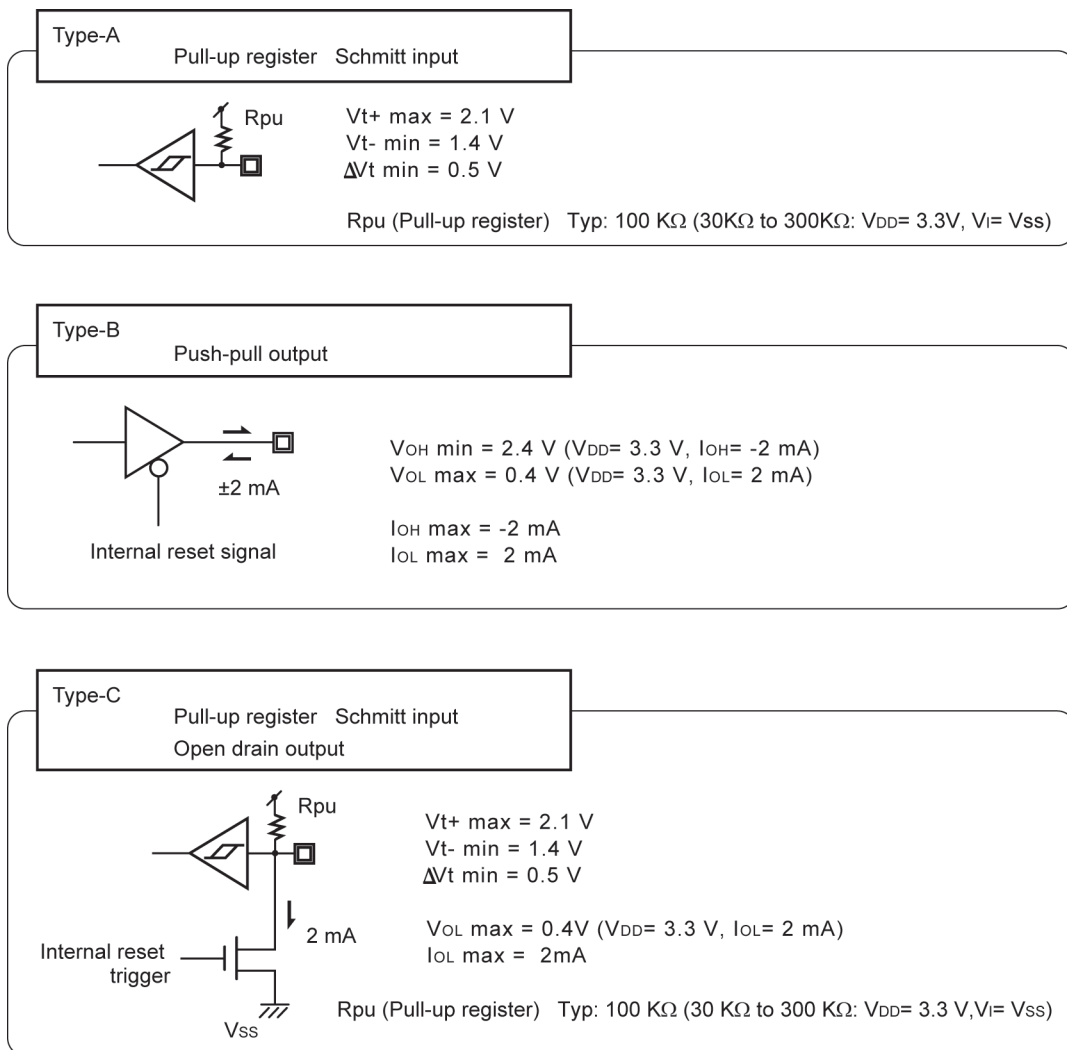 Type-A
Pull-up register Schmitt input
Rpu
Vt+ max = 2.1 V
Vt- min = 1.4 V
ΔVt min = 0.5 V
Rpu (Pull-up register) Typ: 100 KΩ (30KΩ to 300KΩ: VDD= 3.3V, VI= Vss)
Type-B
Push-pull output
±2 mA
Internal reset signal
VOH min = 2.4 V (VDD= 3.3 V, IOH= -2 mA)
VOL max = 0.4 V (VDD= 3.3 V, IOL= 2 mA)
IOH max = -2 mA
IOL max = 2 mA
Type-C
Pull-up register Schmitt input
Open drain output
Rpu
2 mA
Internal reset
trigger
Vss
Vt+ max = 2.1 V
Vt- min = 1.4 V
ΔVt min = 0.5 V
VOL max = 0.4V (VDD= 3.3 V, IOL= 2 mA)
IOL max = 2mA
Rpu (Pull-up register) Typ: 100 KΩ (30 KΩ to 300 KΩ: VDD= 3.3 V,VI= Vss)